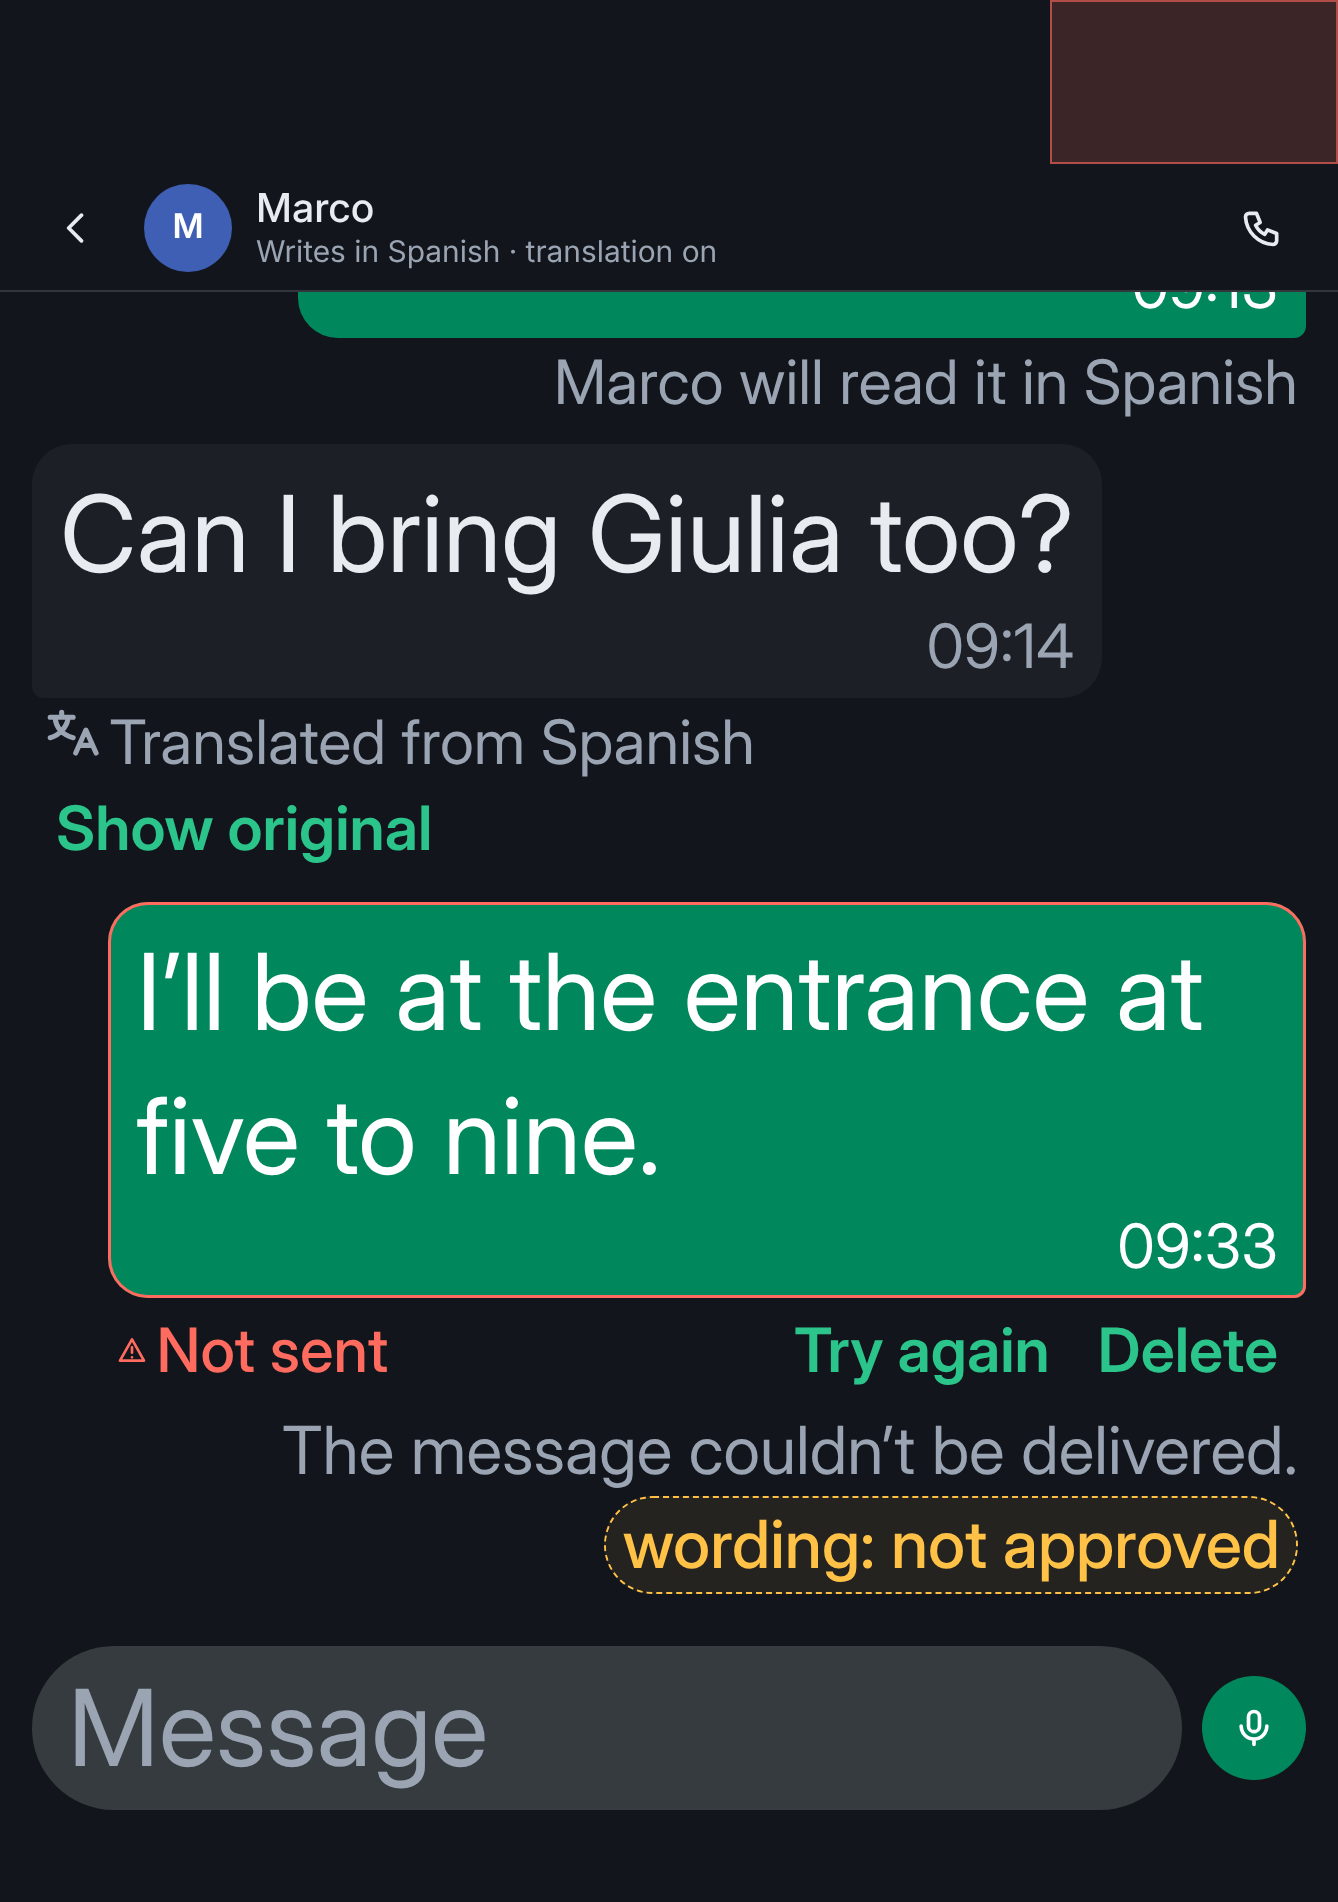 M
Marco
Writes in Spanish · translation on
Marco will read it in Spanish
Can I bring Giulia too?
09:14
Translated from Spanish
Show original
I’ll be at the entrance at
five to nine.
09:33
Not sent
Try again Delete
The message couldn’t be delivered.
wording: not approved
Message